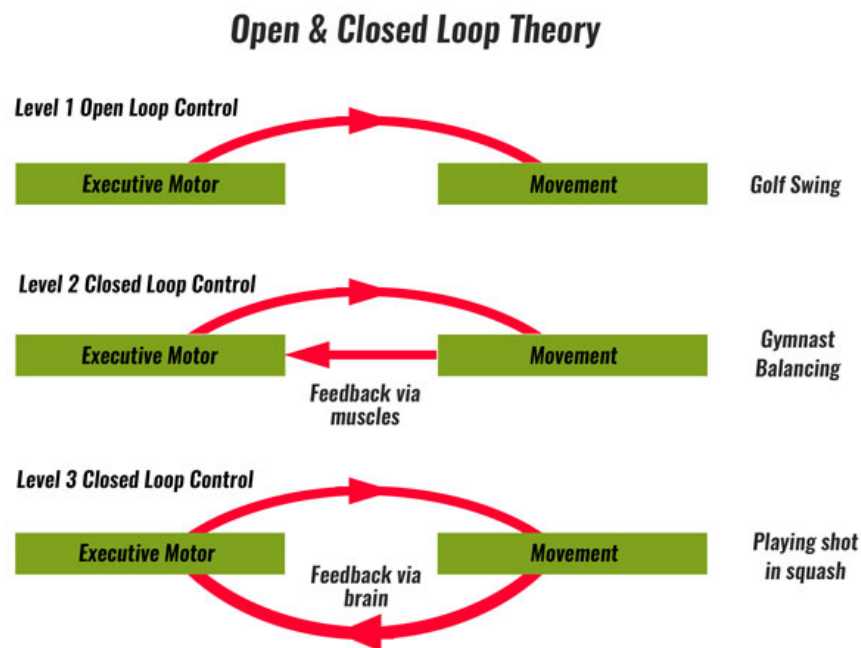 Open & Closed Loop Theory
Level 1 Open Loop Control
Executive Motor
Movement
Golf Swing
Level 2 Closed Loop Control
Executive Motor
Movement
Gymnast
Balancing
Feedback via
muscles
Level 3 Closed Loop Control
Executive Motor
Movement
Playing shot
in squash
Feedback via
brain